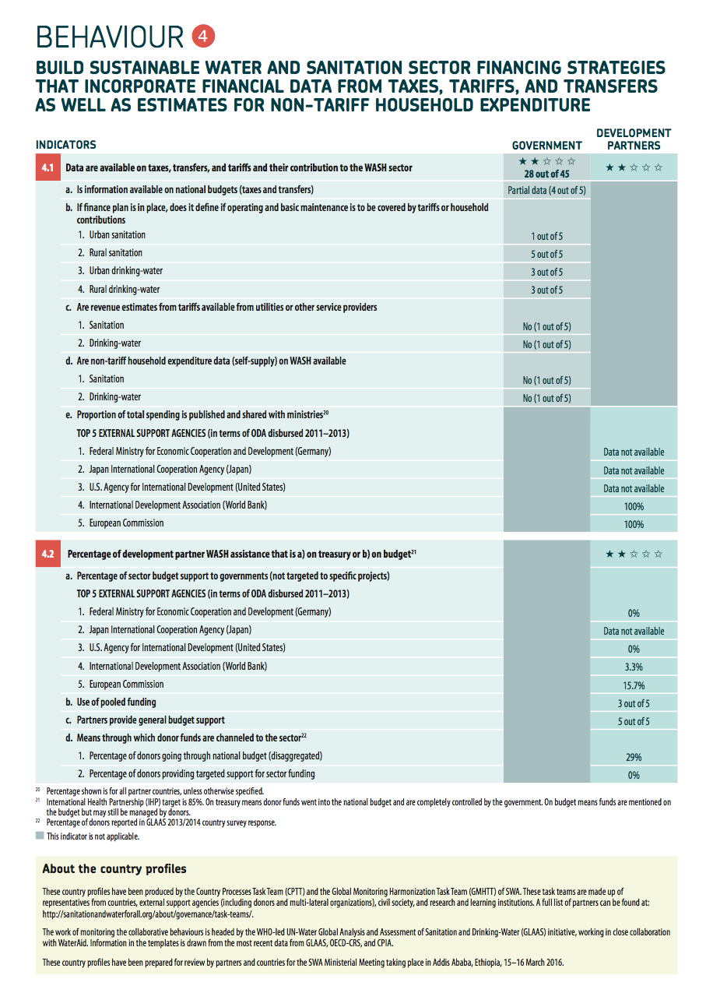 BEHAVIOUR 4
BUILD SUSTAINABLE WATER AND SANITATION SECTOR FINANCING STRATEGIES
THAT INCORPORATE FINANCIAL DATA FROM TAXES, TARIFFS, AND TRANSFERS
AS WELL AS ESTIMATES FOR NON-TARIFF HOUSEHOLD EXPENDITURE
INDICATORS
GOVERNMENT
DEVELOPMENT
PARTNERS
4.1 Data are available on taxes, transfers, and tariffs and their contribution to the WASH sector
★ ★ ☆ ☆ ☆
28 out of 45
★ ★ ☆ ☆ ☆
a. Is information available on national budgets (taxes and transfers) Partial data (4 out of 5)
b. If finance plan is in place, does it define if operating and basic maintenance is to be covered by tariffs or household
contributions
1. Urban sanitation 1 out of 5
2. Rural sanitation 5 out of 5
3. Urban drinking-water 3 out of 5
4. Rural drinking-water 3 out of 5
c. Are revenue estimates from tariffs available from utilities or other service providers
1. Sanitation No (1 out of 5)
2. Drinking-water No (1 out of 5)
d. Are non-tariff household expenditure data (self-supply) on WASH available
1. Sanitation No (1 out of 5)
2. Drinking-water No (1 out of 5)
e. Proportion of total spending is published and shared with ministries20
TOP 5 EXTERNAL SUPPORT AGENCIES (in terms of ODA disbursed 2011–2013)
1. Federal Ministry for Economic Cooperation and Development (Germany) Data not available
2. Japan International Cooperation Agency (Japan) Data not available
3. U.S. Agency for International Development (United States) Data not available
4. International Development Association (World Bank) 100%
5. European Commission 100%
4.2 Percentage of development partner WASH assistance that is a) on treasury or b) on budget21 ★ ★ ☆ ☆ ☆
a. Percentage of sector budget support to governments (not targeted to specific projects)
TOP 5 EXTERNAL SUPPORT AGENCIES (in terms of ODA disbursed 2011–2013)
1. Federal Ministry for Economic Cooperation and Development (Germany) 0%
2. Japan International Cooperation Agency (Japan) Data not available
3. U.S. Agency for International Development (United States) 0%
4. International Development Association (World Bank) 3.3%
5. European Commission 15.7%
b. Use of pooled funding 3 out of 5
c. Partners provide general budget support 5 out of 5
d. Means through which donor funds are channeled to the sector22
1. Percentage of donors going through national budget (disaggregated) 29%
2. Percentage of donors providing targeted support for sector funding 0%
20 Percentage shown is for all partner countries, unless otherwise specified.
21 International Health Partnership (IHP) target is 85%. On treasury means donor funds went into the national budget and are completely controlled by the government. On budget means funds are mentioned on
the budget but may still be managed by donors.
22 Percentage of donors reported in GLAAS 2013/2014 country survey response.
This indicator is not applicable.
About the country profiles
These country profiles have been produced by the Country Processes Task Team (CPTT) and the Global Monitoring Harmonization Task Team (GMHTT) of SWA. These task teams are made up of
representatives from countries, external support agencies (including donors and multi-lateral organizations), civil society, and research and learning institutions. A full list of partners can be found at:
http://sanitationandwaterforall.org/about/governance/task-teams/.
The work of monitoring the collaborative behaviours is headed by the WHO-led UN-Water Global Analysis and Assessment of Sanitation and Drinking-Water (GLAAS) initiative, working in close collaboration
with WaterAid. Information in the templates is drawn from the most recent data from GLAAS, OECD-CRS, and CPIA.
These country profiles have been prepared for review by partners and countries for the SWA Ministerial Meeting taking place in Addis Ababa, Ethiopia, 15–16 March 2016.